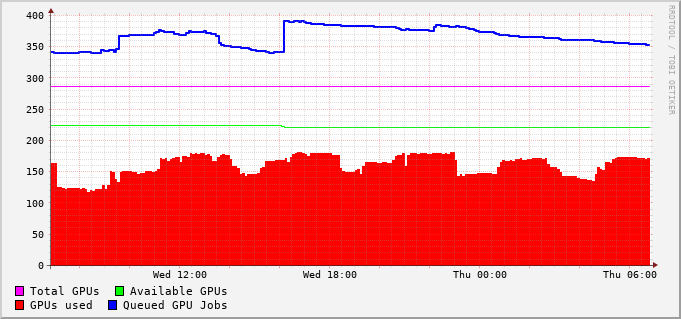 400
350
300
250
200
150
100
50
0
Wed 12:00 Wed 18:00 Thu 00:00 Thu 06:00
Total GPUs Available GPUs
GPUs used Queued GPU Jobs
RRDTOOL / TOBI OETIKER